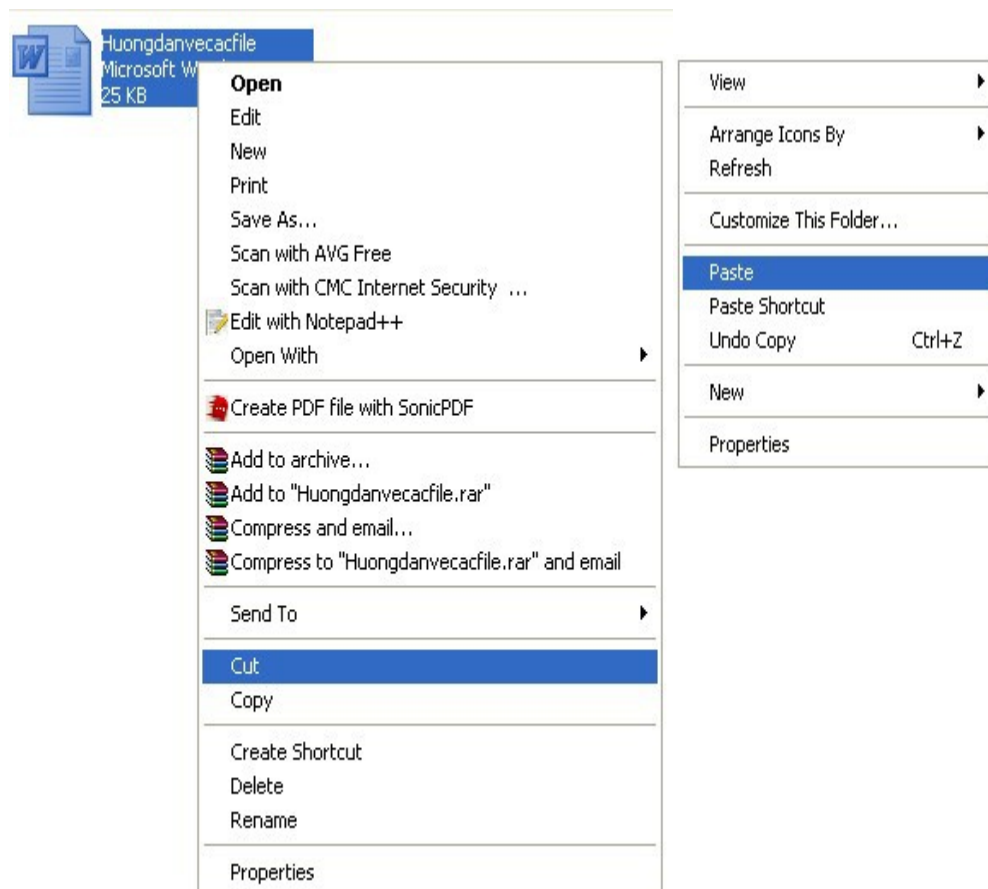 Huongdanvecacfile
Microsoft W
25 KB
Open
Edit
New
Print
Save As...
Scan with AVG Free
Scan with CMC Internet Security ...
Edit with Notepad++
Open With
Create PDF file with SonicPDF
Add to archive...
Add to "Huongdanvecacfile.rar"
Compress and email...
Compress to "Huongdanvecacfile.rar" and email
Send To
Cut
Copy
Create Shortcut
Delete
Rename
Properties
View
Arrange Icons By
Refresh
Customize This Folder...
Paste
Paste Shortcut
Undo Copy Ctrl+Z
New
Properties